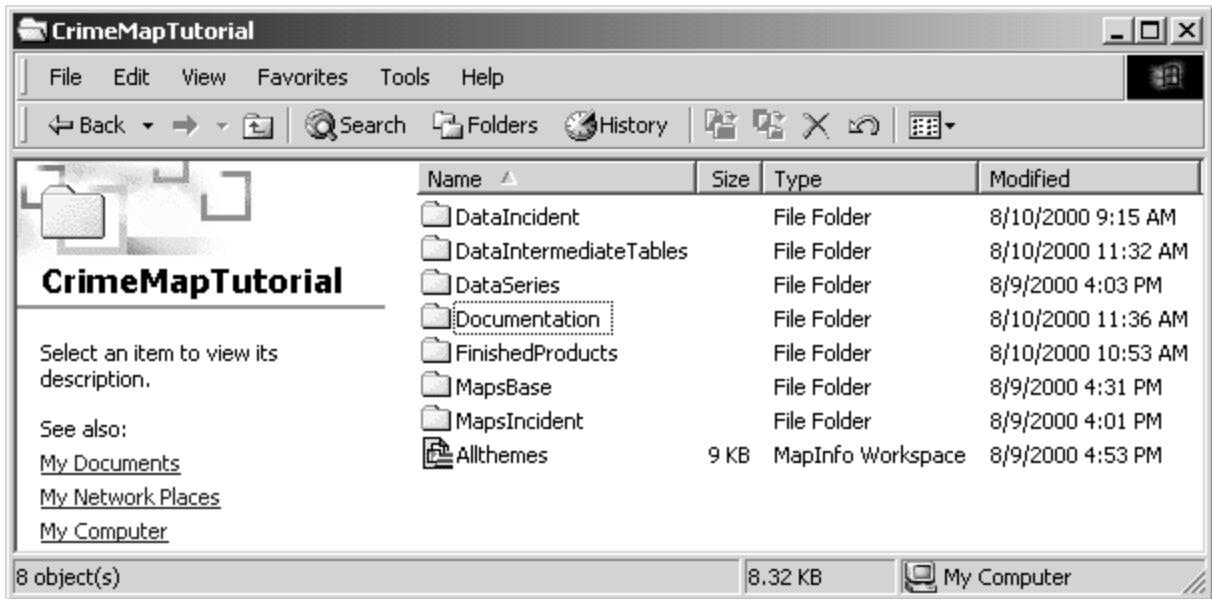 CrimeMapTutorial
File Edit View Favorites Tools Help
Back Search Folders History
CrimeMapTutorial
Select an item to view its
description.
See also:
My Documents
My Network Places
My Computer
Name Size Type Modified
DataIncident File Folder 8/10/2000 9:15 AM
DataIntermediateTables File Folder 8/10/2000 11:32 AM
DataSeries File Folder 8/9/2000 4:03 PM
Documentation File Folder 8/10/2000 11:36 AM
FinishedProducts File Folder 8/10/2000 10:53 AM
MapsBase File Folder 8/9/2000 4:31 PM
MapsIncident File Folder 8/9/2000 4:01 PM
Allthemes 9 KB MapInfo Workspace 8/9/2000 4:53 PM
8 object(s) 8.32 KB My Computer